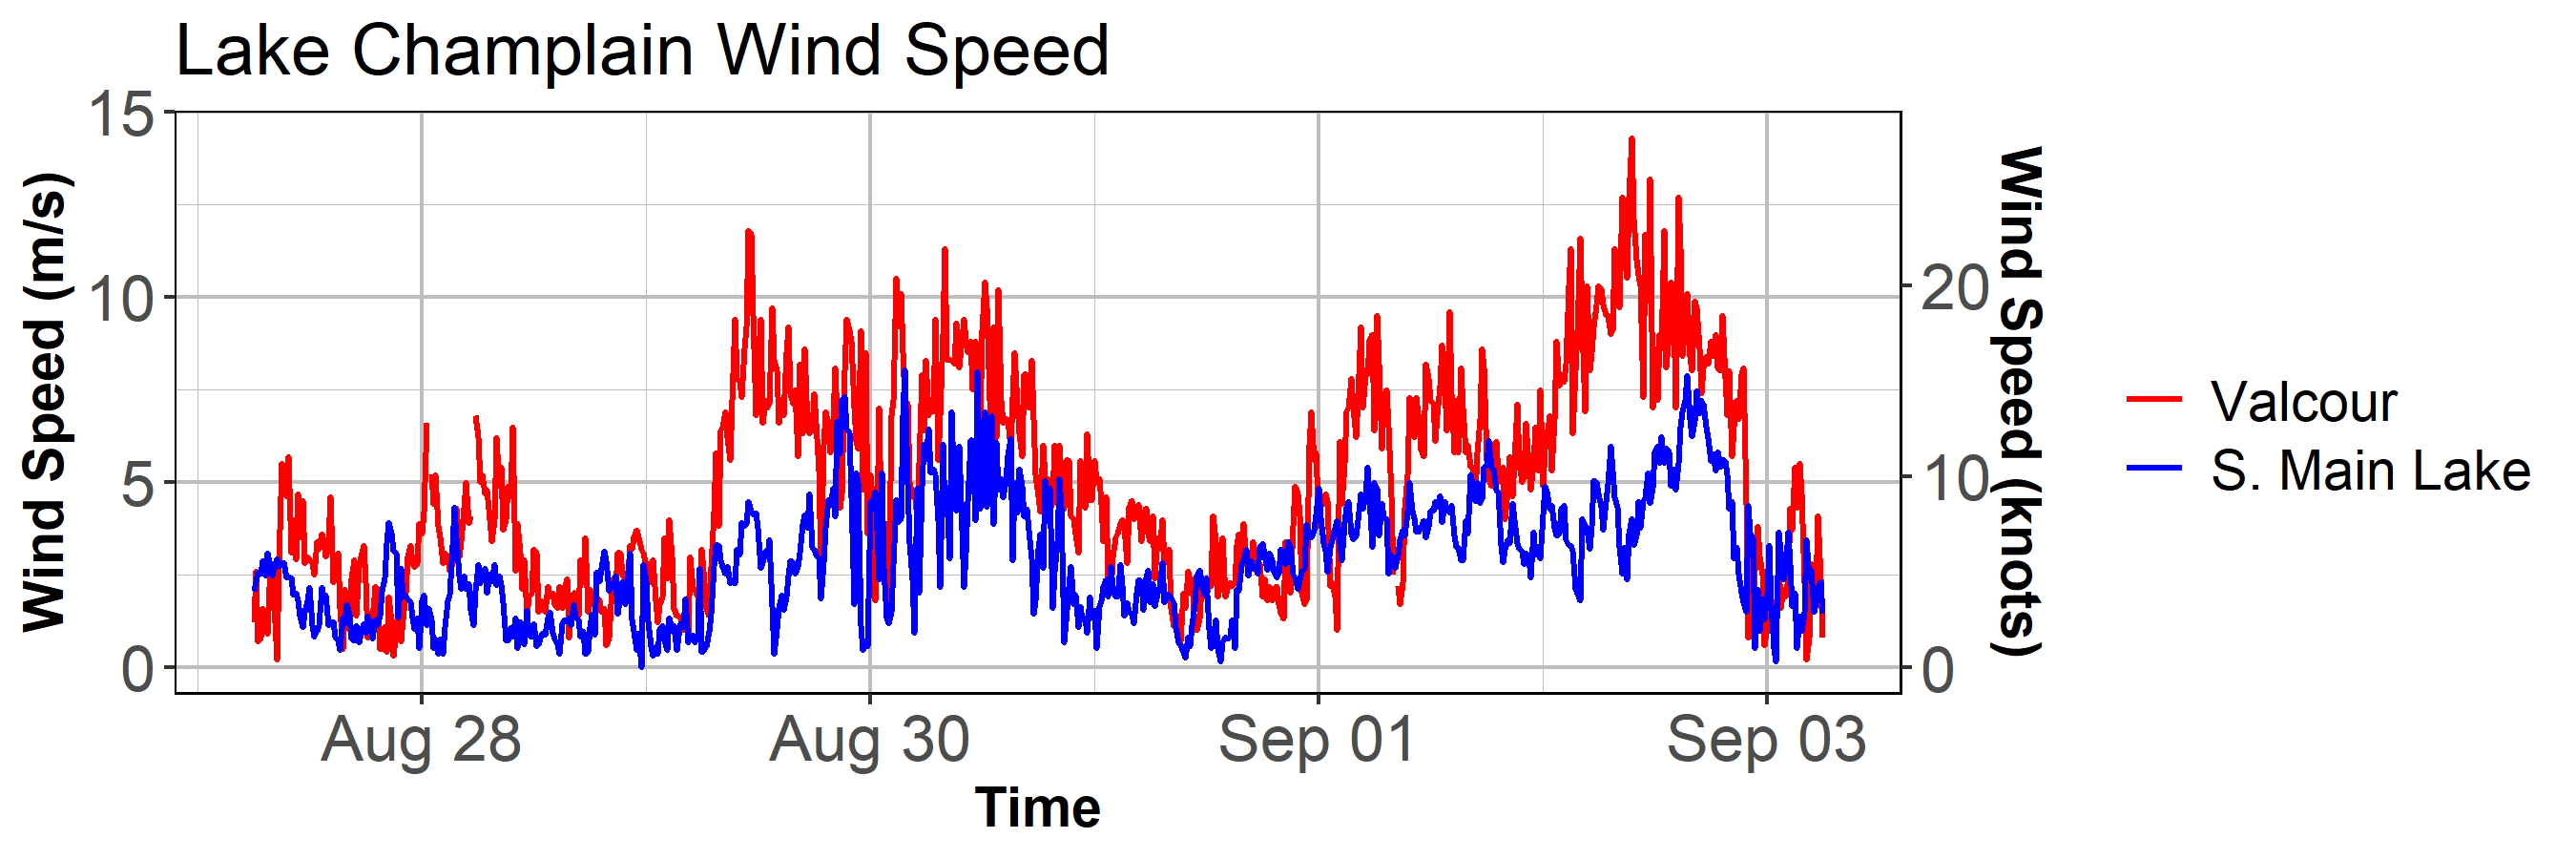 Lake Champlain Wind Speed
Wind Speed (m/s)
15
10
5
0
Aug 28
Aug 30
Sep 01
Sep 03
Time
20
10
0
Wind Speed (knots)
Valcour
S. Main Lake